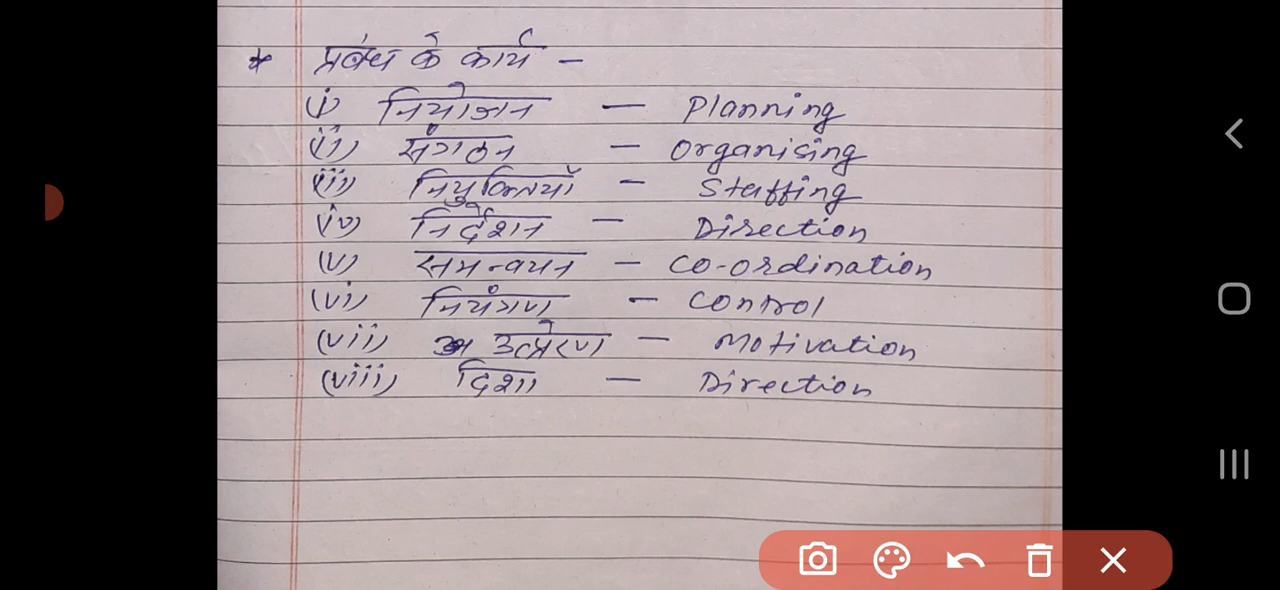 * प्रबंध के कार्य -
(i) नियोजन - Planning
(ii) संगठन - Organising
(iii) नियुक्तियाँ - Staffing
(iv) निर्देशन - Direction
(v) समन्वयन - Co-ordination
(vi) नियंत्रण - Control
(vii) उत्प्रेरण - Motivation
(viii) दिशा - Direction